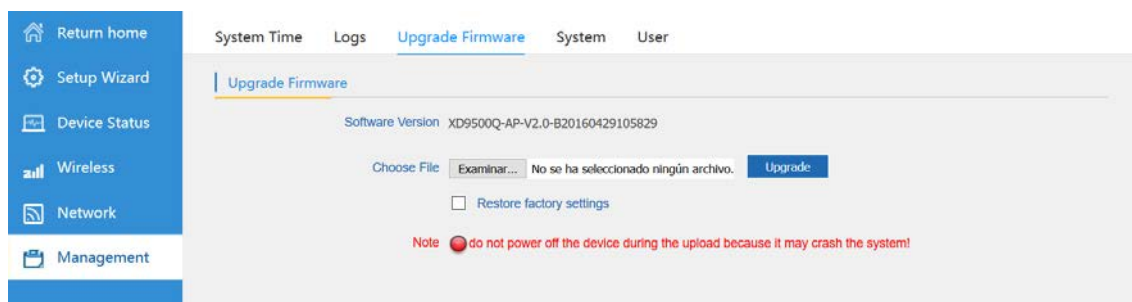 Return home
Setup Wizard
Device Status
Wireless
Network
Management
System Time Logs Upgrade Firmware System User
Upgrade Firmware
Software Version XD9500Q-AP-V2.0-B20160429105829
Choose File Examinar... No se ha seleccionado ningún archivo. Upgrade
Restore factory settings
Note do not power off the device during the upload because it may crash the system!